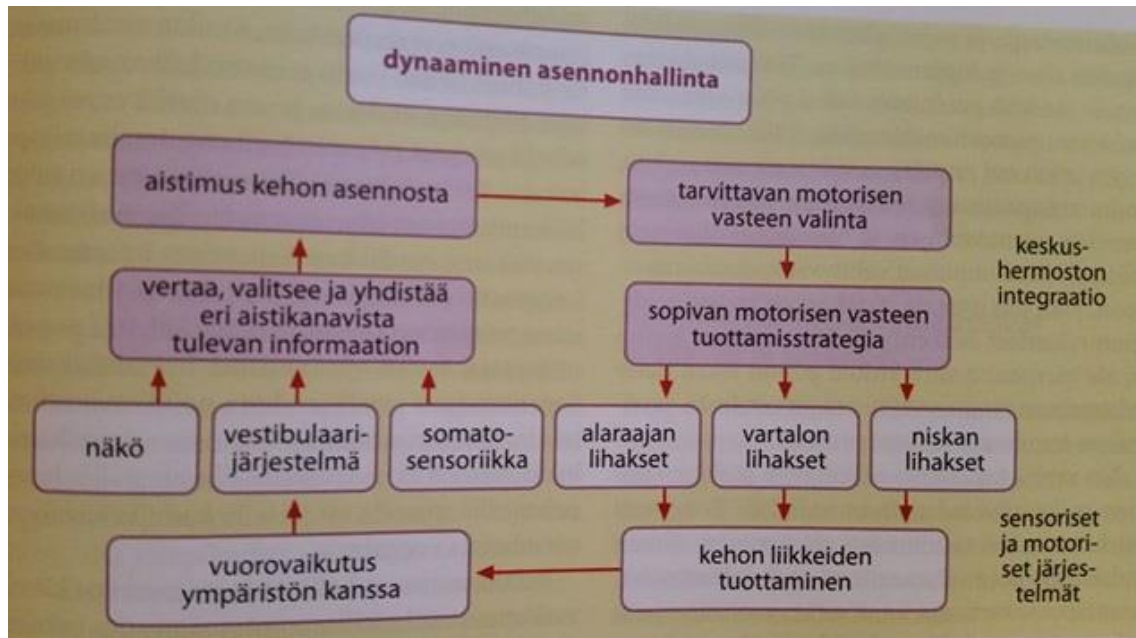 dynaaminen asennonhallinta
aistimus kehon asennosta
tarvittavan motorisen
vasteen valinta
keskus-
hermoston
integraatio
vertaa, valitsee ja yhdistää
eri aistikanavista
tulevan informaation
sopivan motorisen vasteen
tuottamisstrategia
näkö
vestibulaari-
järjestelmä
somato-
sensoriikka
alaraajan
lihakset
vartalon
lihakset
niskan
lihakset
vuorovaikutus
ympäristön kanssa
kehon liikkeiden
tuottaminen
sensoriset
ja motori-
set järjes-
telmät